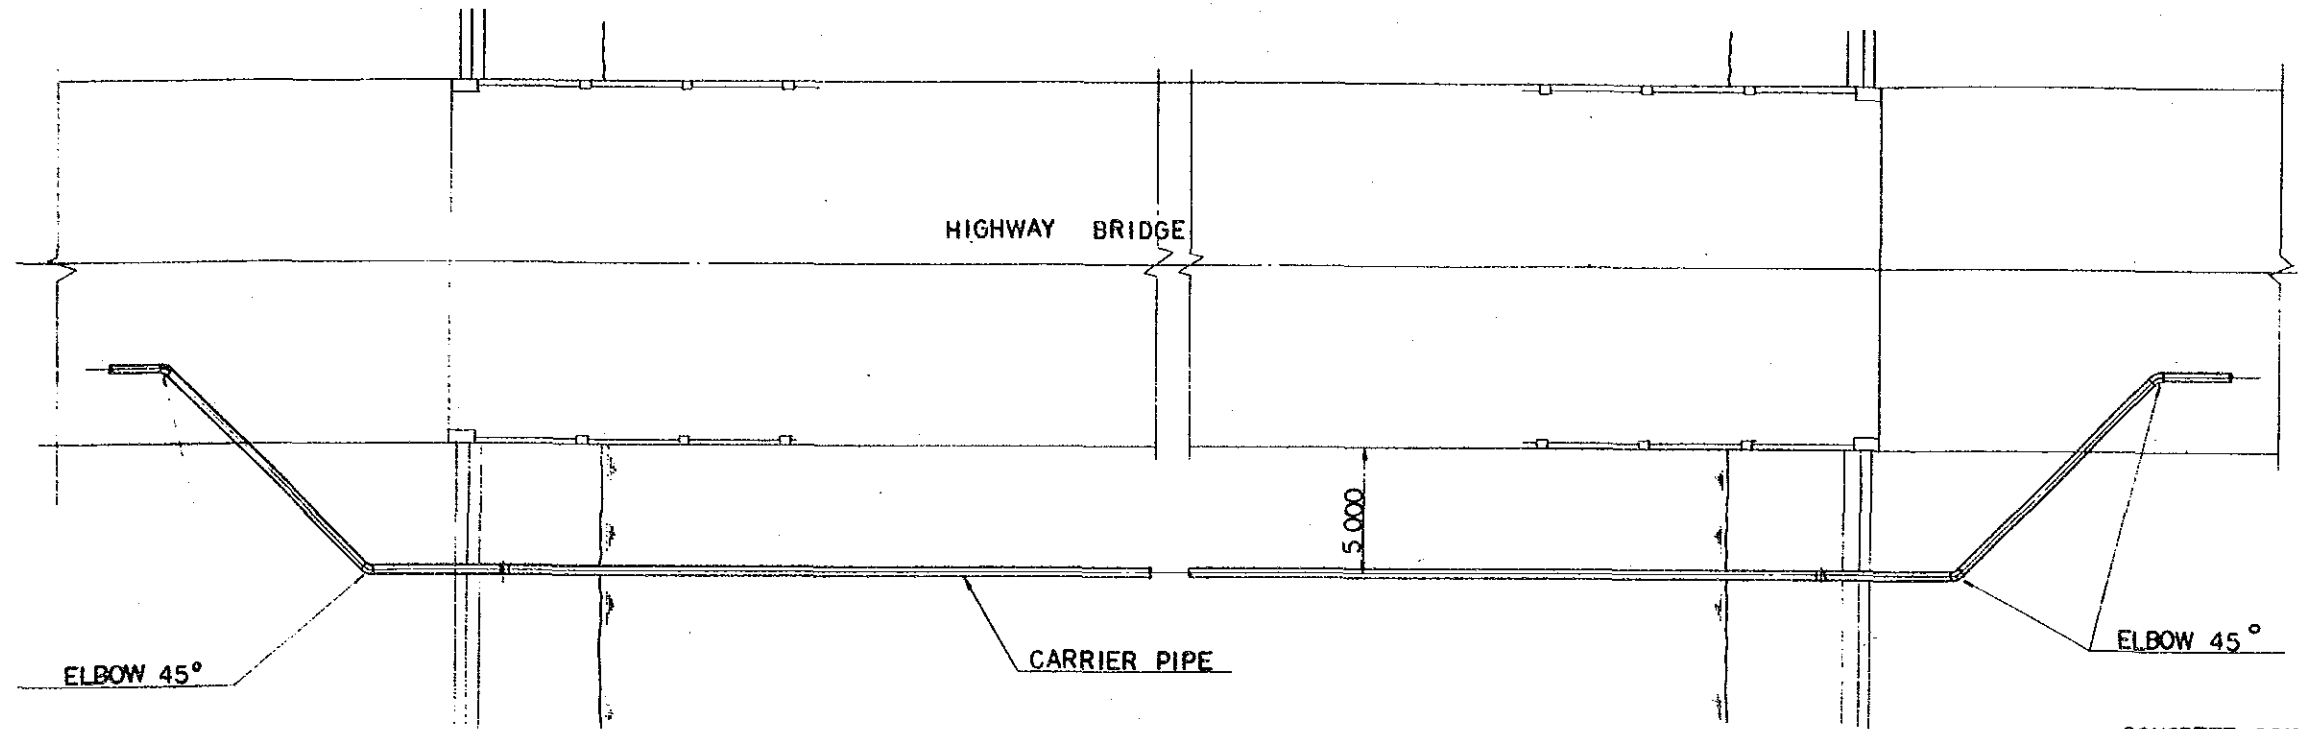 HIGHWAY BRIDGE
5 000
ELBOW 45°
CARRIER PIPE
ELBOW 45°